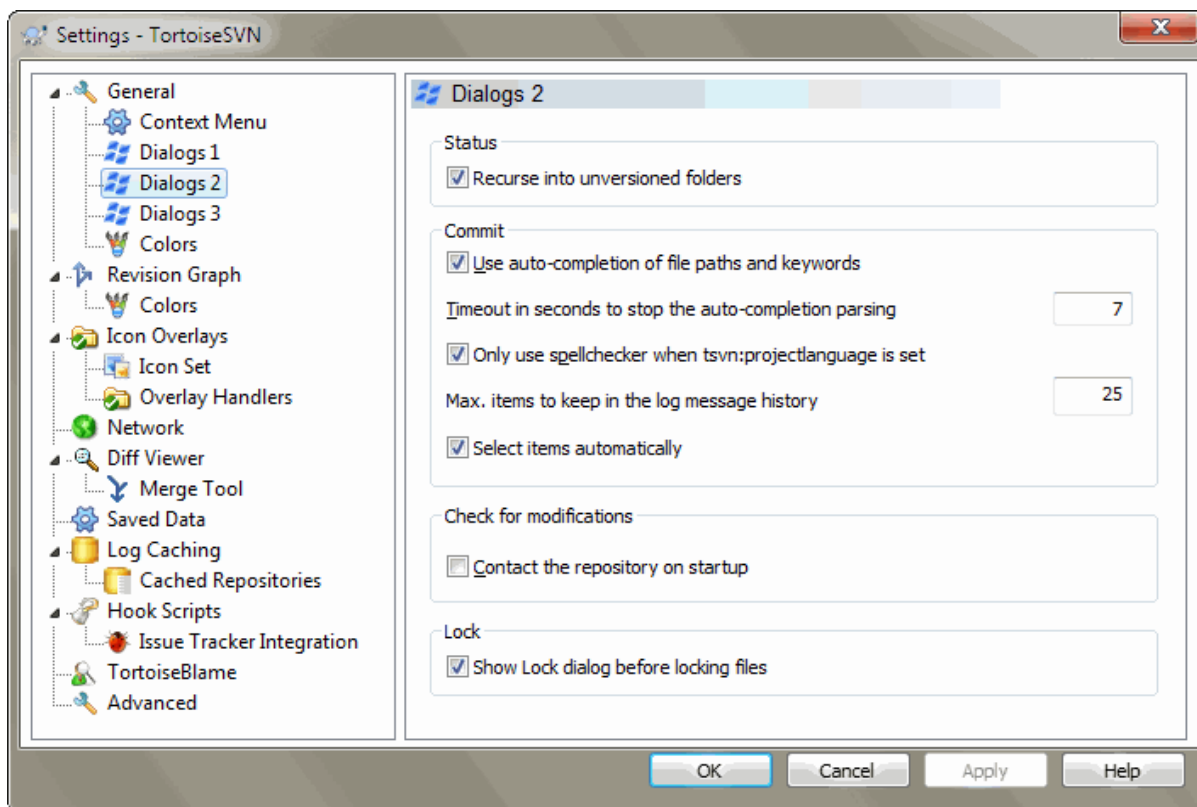 Settings - TortoiseSVN
General
Context Menu
Dialogs 1
Dialogs 2
Dialogs 3
Colors
Revision Graph
Colors
Icon Overlays
Icon Set
Overlay Handlers
Network
Diff Viewer
Merge Tool
Saved Data
Log Caching
Cached Repositories
Hook Scripts
Issue Tracker Integration
TortoiseBlame
Advanced
Dialogs 2
Status
Recurse into unversioned folders
Commit
Use auto-completion of file paths and keywords
Timeout in seconds to stop the auto-completion parsing 7
Only use spellchecker when tsvn:projectlanguage is set
Max. items to keep in the log message history 25
Select items automatically
Check for modifications
Contact the repository on startup
Lock
Show Lock dialog before locking files
OK Cancel Apply Help